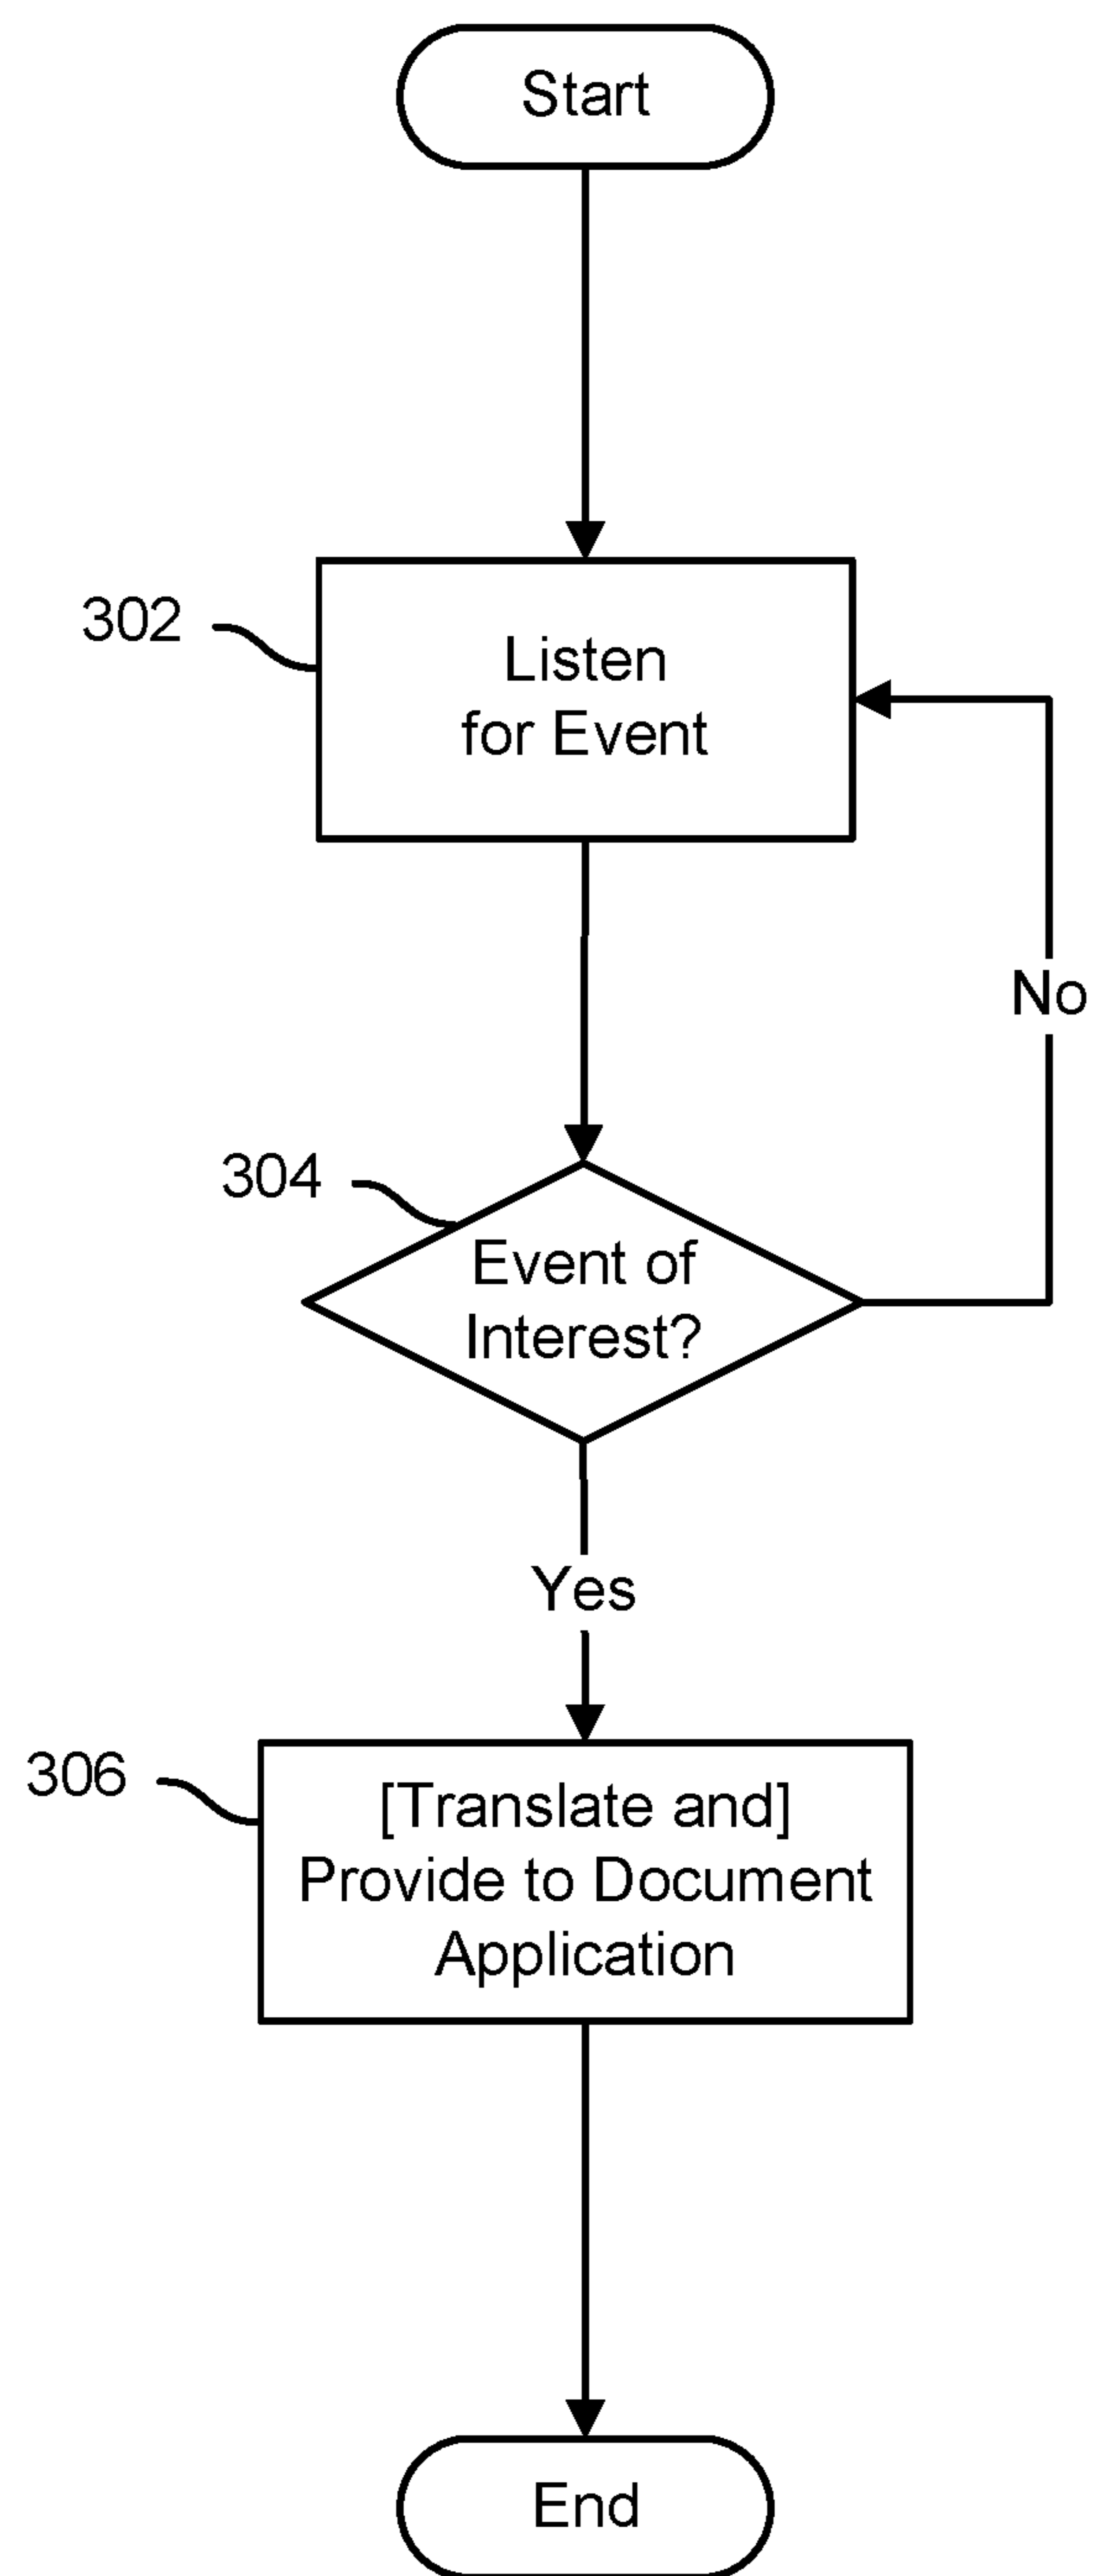 Start
302
Listen
for Event
No
304
Event of
Interest?
Yes
306
[Translate and]
Provide to Document
Application
End